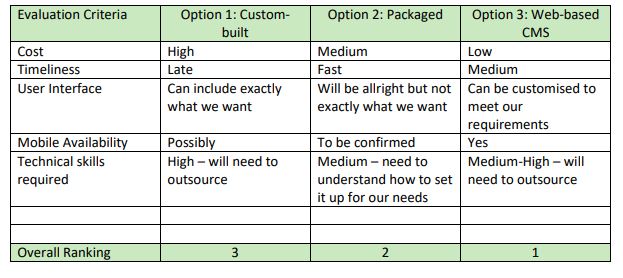 Evaluation Criteria Option 1: Custom-built Option 2: Packaged Option 3: Web-based CMS
Cost High Medium Low
Timeliness Late Fast Medium
User Interface Can include exactly what we want Will be allright but not exactly what we want Can be customised to meet our requirements
Mobile Availability Possibly To be confirmed Yes
Technical skills required High – will need to outsource Medium – need to understand how to set it up for our needs Medium-High – will need to outsource
Overall Ranking 3 2 1